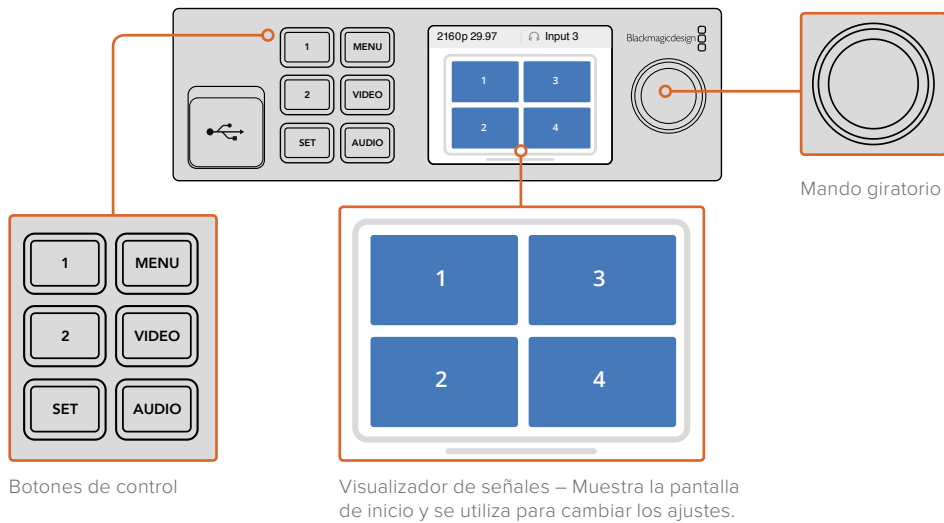 1
MENU
2
VIDEO
SET
AUDIO
2160p 29.97
Input 3
1
3
2
4
Blackmagicdesign
Mando giratorio
1
MENU
2
VIDEO
SET
AUDIO
1
3
2
4
Botones de control
Visualizador de señales – Muestra la pantalla
de inicio y se utiliza para cambiar los ajustes.